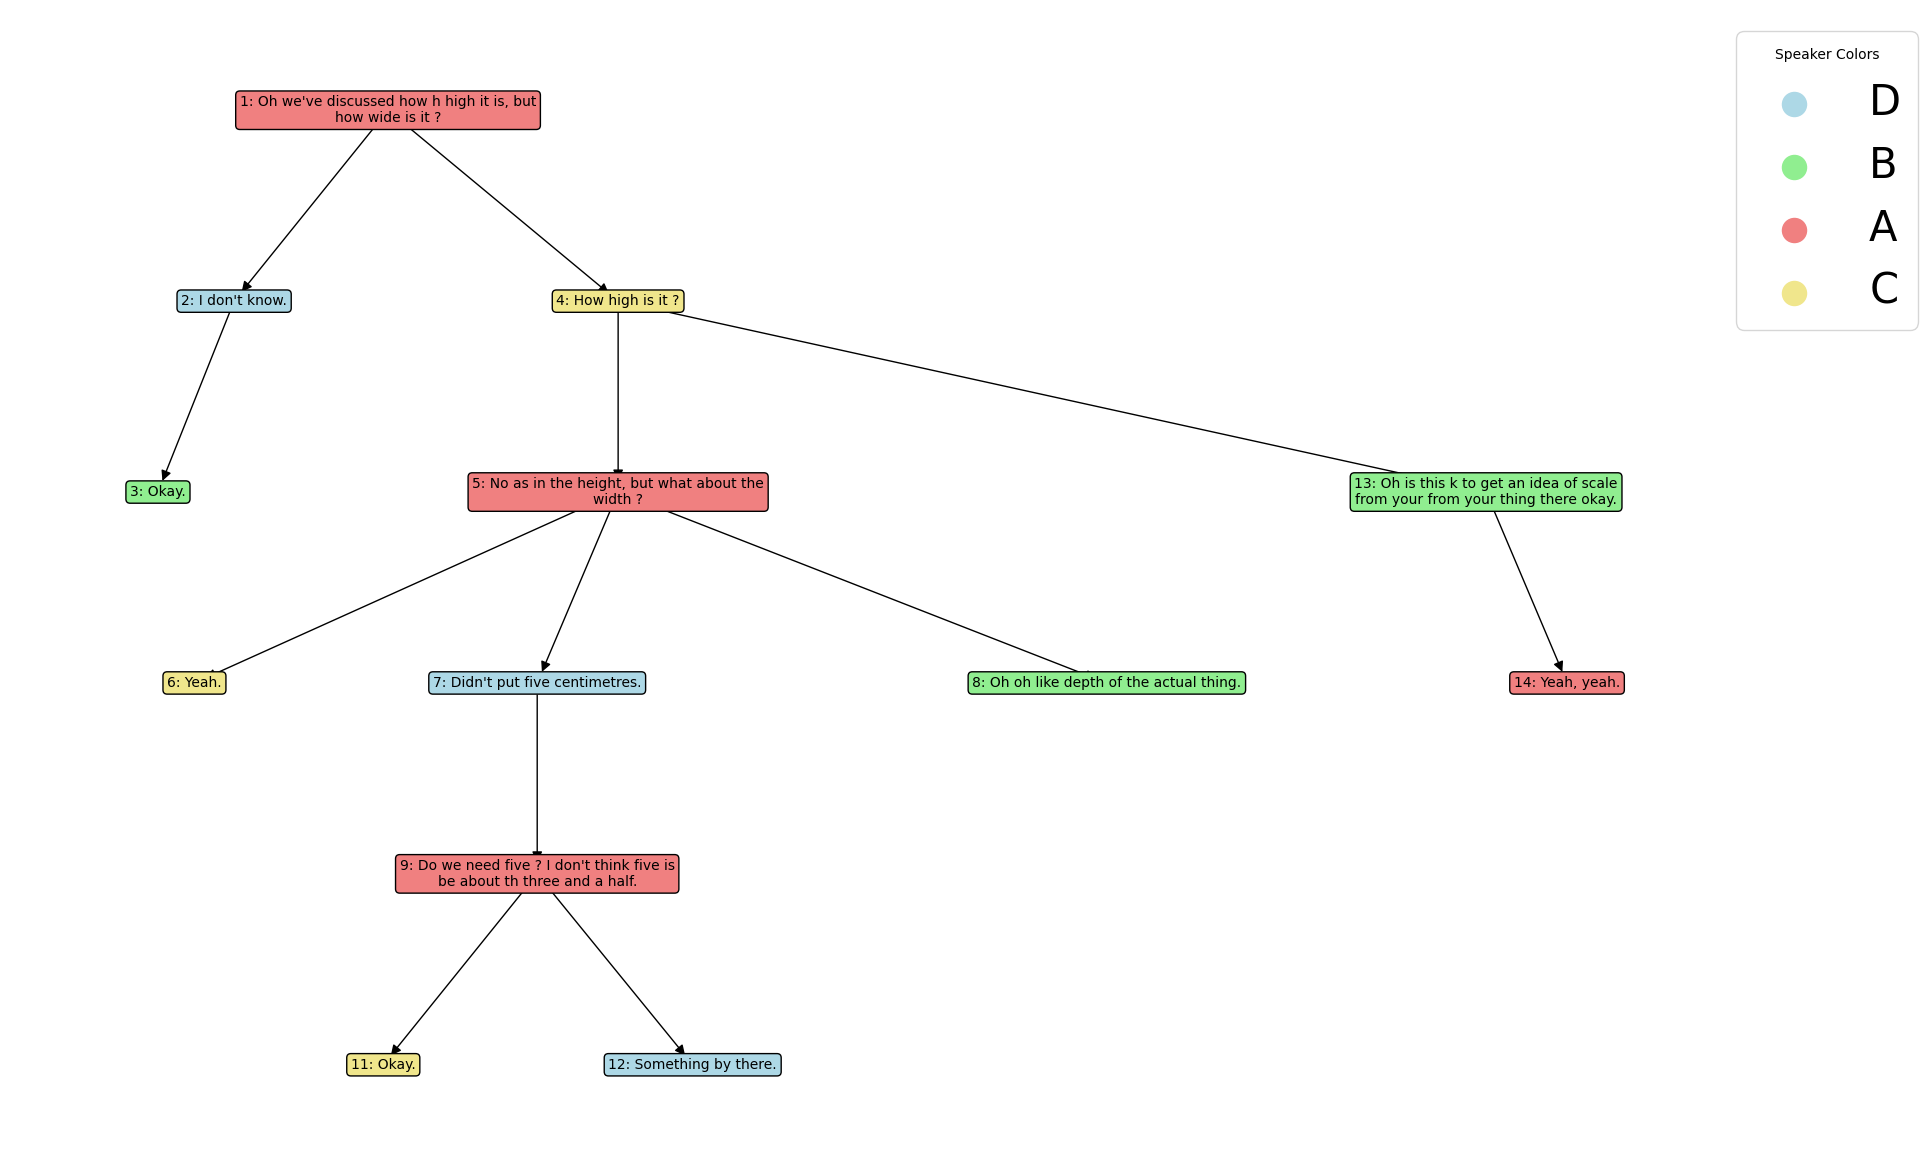 Speaker Colors
D
B
A
C
1: Oh we've discussed how h high it is, but
how wide is it ?
2: I don't know.
4: How high is it ?
3: Okay.
5: No as in the height, but what about the
width ?
13: Oh is this k to get an idea of scale
from your from your thing there okay.
6: Yeah.
7: Didn't put five centimetres.
8: Oh oh like depth of the actual thing.
14: Yeah, yeah.
9: Do we need five ? I don't think five is
be about th three and a half.
11: Okay.
12: Something by there.